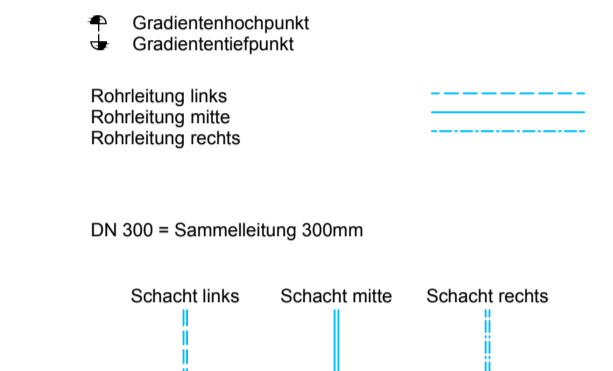 Gradientenhochpunkt
Gradiententiefpunkt
Rohrleitung links
Rohrleitung mitte
Rohrleitung rechts
DN 300 = Sammelleitung 300mm
Schacht links Schacht mitte Schacht rechts